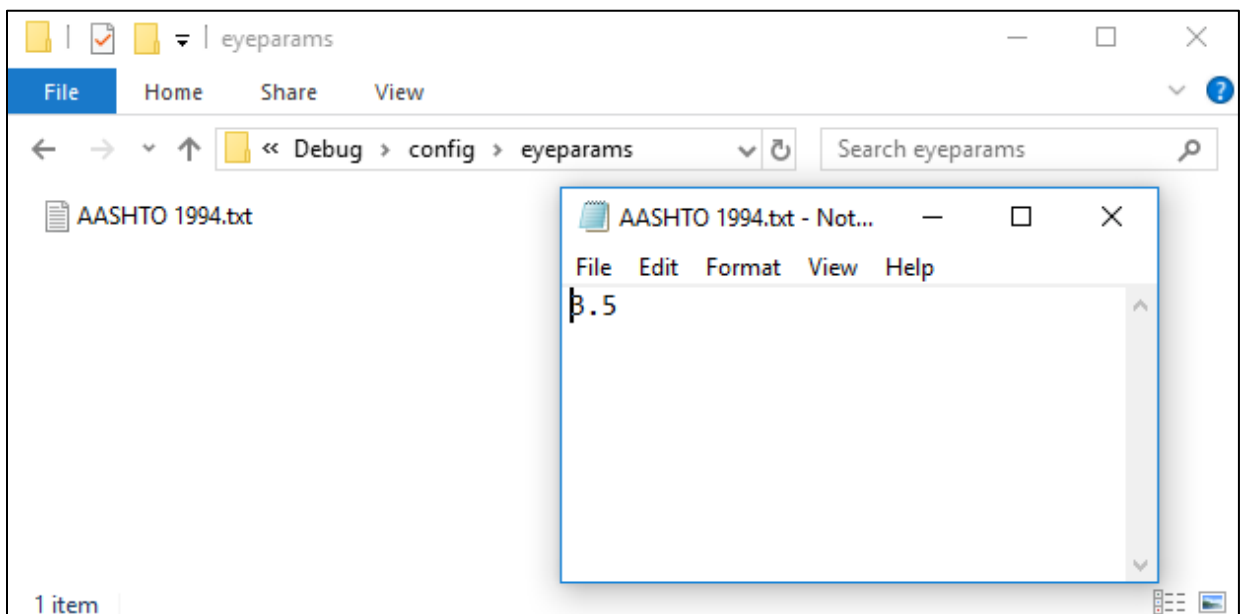 eyeparams
File Home Share View
« Debug > config > eyeparams
Search eyeparams
AASHTO 1994.txt
AASHTO 1994.txt - Not...
File Edit Format View Help
3.5
1 item